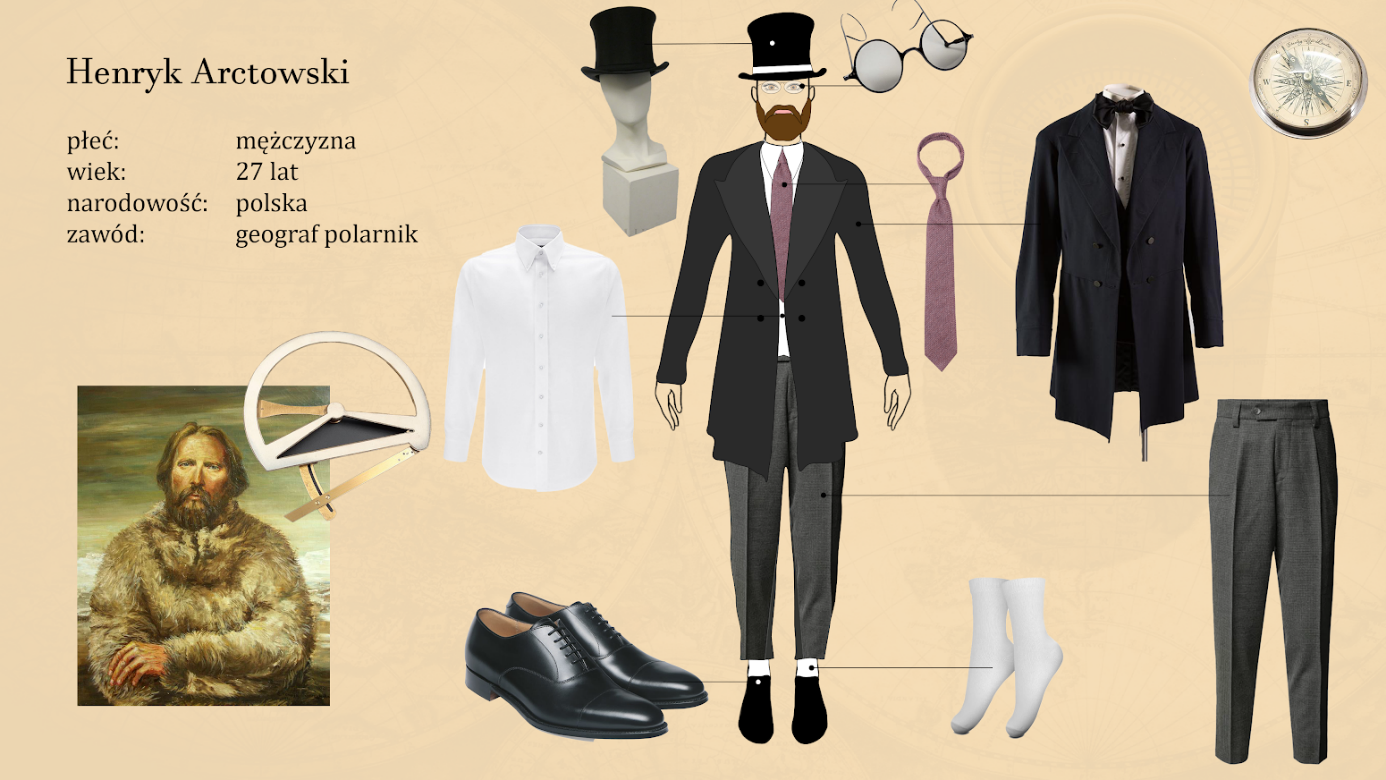 Henryk Arctowski
płeć: mężczyzna
wiek: 27 lat
narodowość: polska
zawód: geograf polarnik
W
E
S